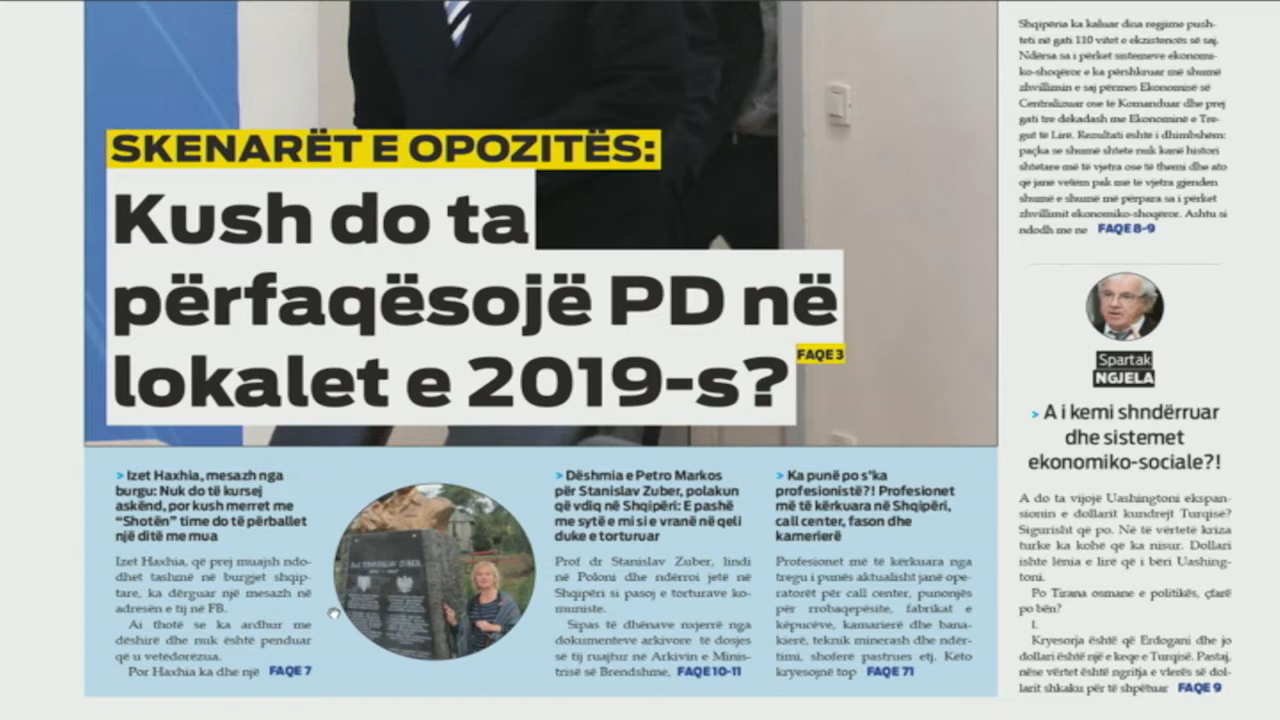 SKENARËT E OPOZITËS:
Kush do ta
përfaqësojë PD në
lokalet e 2019-s?
FAQE 3
> Izet Haxhia, mesazh nga
burgu: Nuk do të kursej
askënd, por kush merret me
“Shotën” time do të përballet
një ditë me mua
Izet Haxhia, që prej muajsh ndo-
dhet tashmë në burgjet shqip-
tare, ka dërguar një mesazh në
adresën e tij në FB.
Ai thotë se ka ardhur me
dëshirë dhe nuk është penduar
që u vetëdorëzua.
Por Haxhia ka dhe një FAQE 7
> Dëshmia e Petro Markos
për Stanislav Zuber, polakun
që vdiq në Shqipëri: E pashë
me sytë e mi si e vranë në qeli
duke e torturuar
Prof dr Stanislav Zuber, lindi
në Poloni dhe ndërroi jetë në
Shqipëri si pasoj e torturave ko-
muniste.
Sipas të dhënave nxjerrë nga
dokumenteve arkivore të dosjes
së tij ruajtur në Arkivin e Minis-
trisë së Brendshme, FAQE 10-11
> Ka punë po s'ka
profesionistë?! Profesionet
më të kërkuara në Shqipëri,
call center, fason dhe
kamerierë
Profesionet më të kërkuara nga
tregu i punës aktualisht janë ope-
ratorët për call center, punonjës
për rrobaqepësite, fabrikat e
këpucëve, kamarierë dhe bana-
kierë, teknik minerash dhe ndër-
timi, shoferë pastrues etj. Këto
kryesojnë top FAQE 71
Shqipëria ka kaluar disa regjime push-
teti në gati 110 vitet e ekzistencës së saj.
Ndërsa sa i përket sistemeve ekonomi-
ko-shoqëror e ka përshkruar më shumë
zhvillimin e saj përmes Ekonomisë së
Centralizuar ose të Komanduar dhe prej
gati tre dekadash me Ekonominë e Tre-
gut të Lirë. Rezultati është i dhimbshëm:
paçka se shumë shtete nuk kanë histori
shtetare më të vjetra ose të themi dhe ato
që janë vetëm pak më të vjetra gjenden
shumë e shumë më përpara sa i përket
zhvillimit ekonomiko-shoqëror. Ashtu si
ndodh me ne FAQE 8-9
Spartak
NGJELA
> A i kemi shndërruar
dhe sistemet
ekonomiko-sociale?!
A do ta vijojë Uashingtoni ekspan-
sionin e dollarit kundrejt Turqisë?
Sigurisht që po. Në të vërtetë kriza
turke ka kohë që ka nisur. Dollari
ishte lënia e lirë që i bëri Uashing-
toni.
Po Tirana osmane e politikës, çfarë
po bën?
1.
Kryesorja është që Erdogani dhe jo
dollari është një e keqe e Turqisë. Pastaj,
nëse vërtet është ngritja e vlerës së dol-
larit shkaku për të shpëtuar FAQE 9